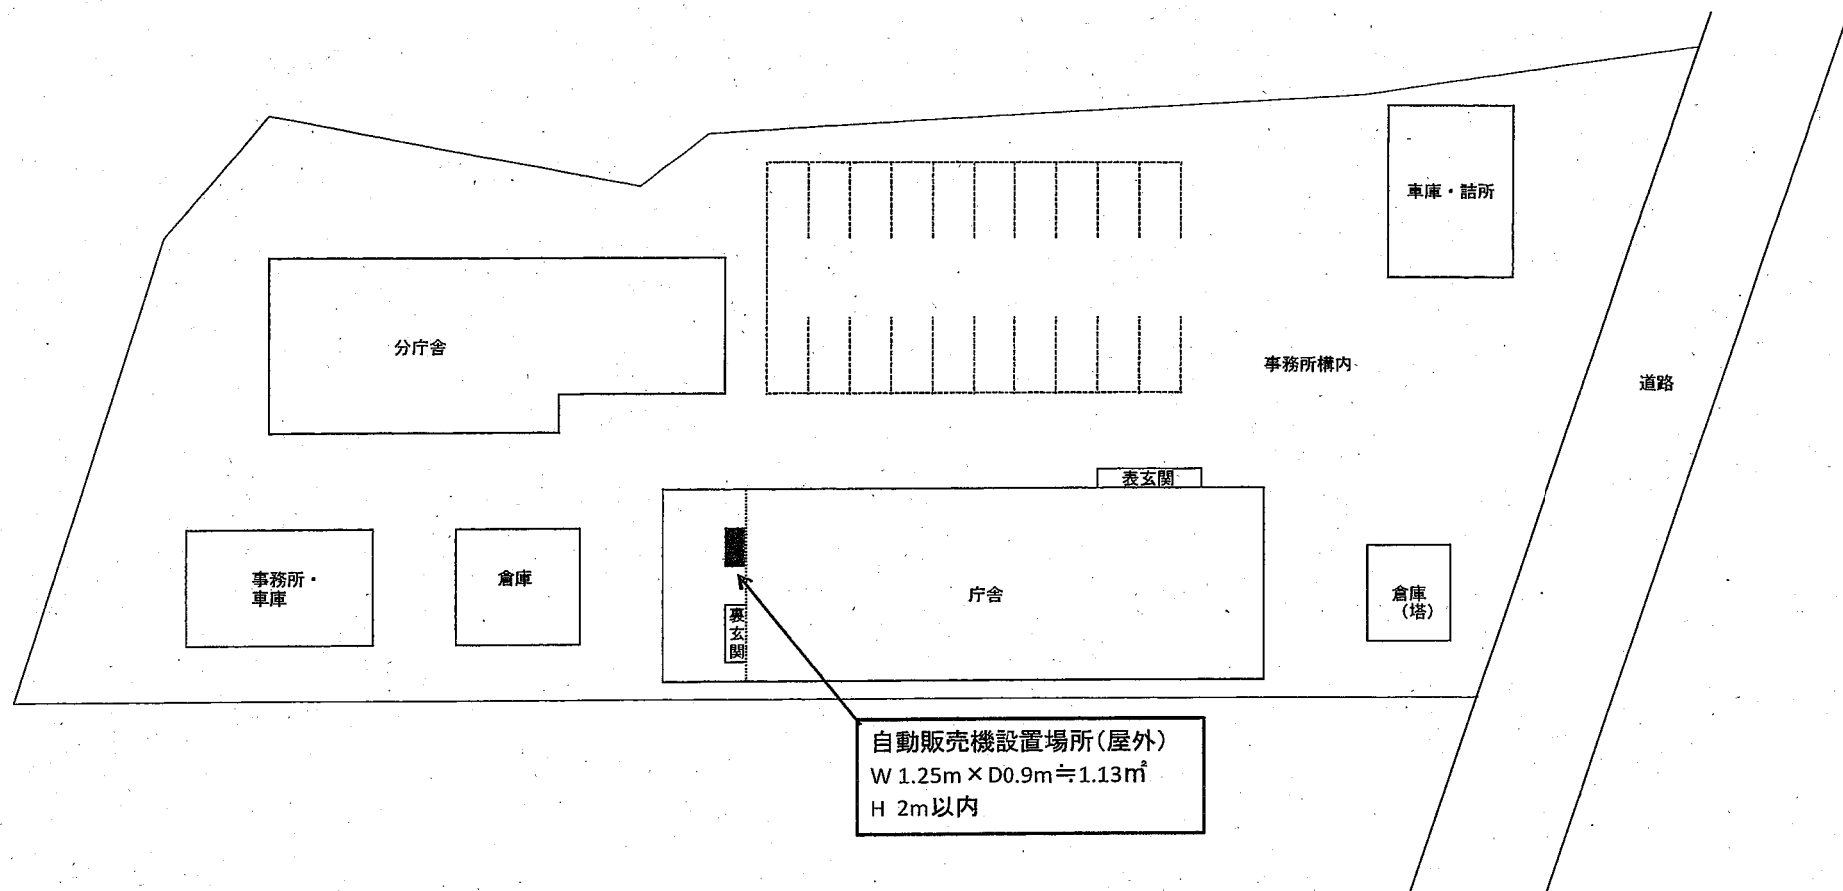 車庫・詰所
分庁舎
事務所構内
道路
表玄関
事務所・
車庫
倉庫
裏玄関
庁舎
倉庫
(塔)
自動販売機設置場所(屋外)
W 1.25m×D0.9m≒1.13㎡
H 2m以内